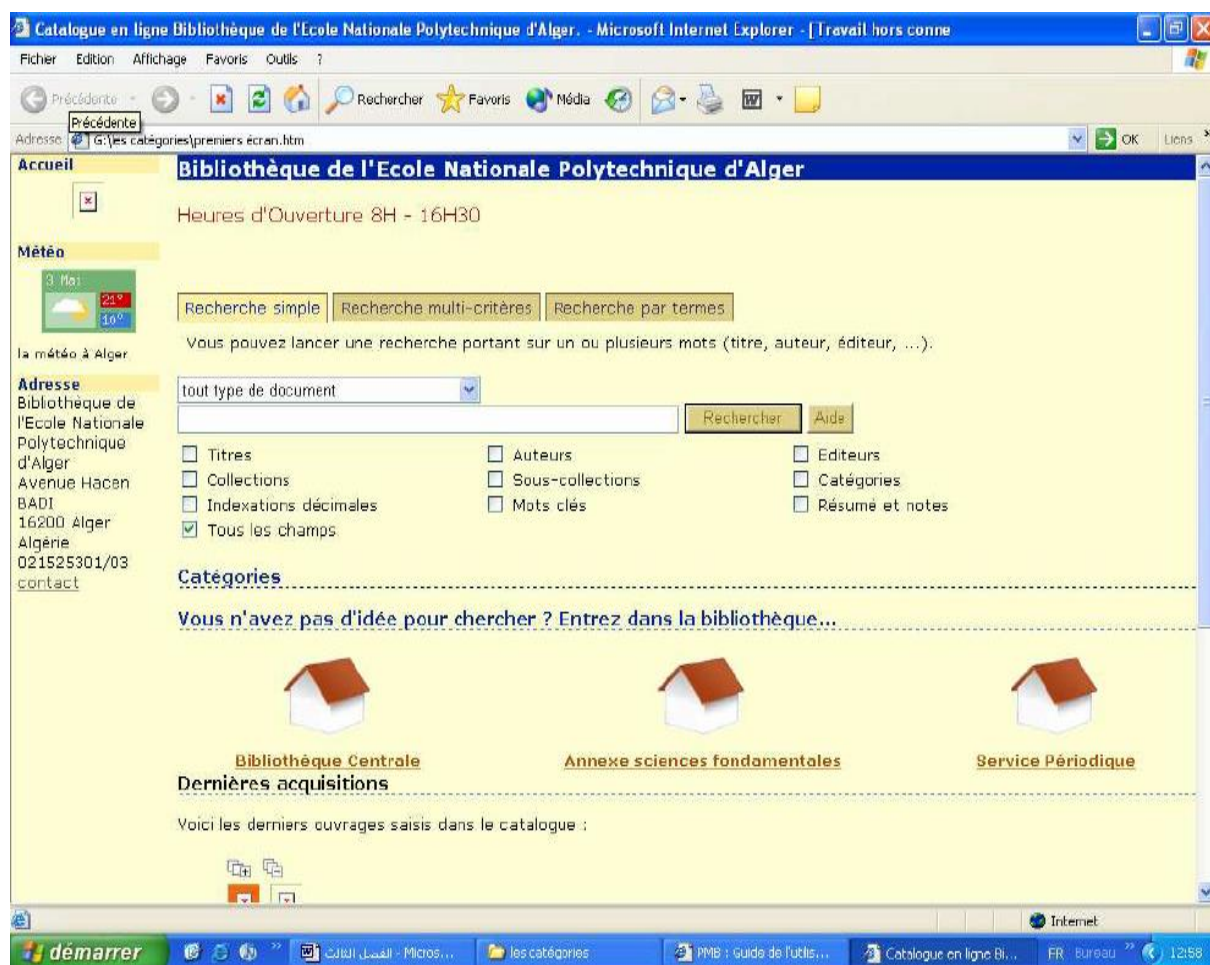 Catalogue en ligne Bibliothèque de l'Ecole Nationale Polytechnique d'Alger. - Microsoft Internet Explorer - [Travail hors conne
Fichier Edition Affichage Favoris Outils ?
Précédente Rechercher Favoris Média
Précédente
Adresse G:\les catégories\premiers écran.htm OK Liens
Accueil
Bibliothèque de l'Ecole Nationale Polytechnique d'Alger
Heures d'Ouverture 8H - 16H30
Météo
3 Mai
21°
10°
la météo à Alger
Adresse
Bibliothèque de
l'Ecole Nationale
Polytechnique
d'Alger
Avenue Hacen
BADI
16200 Alger
Algérie
021525301/03
contact
Recherche simple Recherche multi-critères Recherche par termes
Vous pouvez lancer une recherche portant sur un ou plusieurs mots (titre, auteur, éditeur, ...).
tout type de document
Rechercher Aide
Titres Auteurs Editeurs
Collections Sous-collections Catégories
Indexations décimales Mots clés Résumé et notes
Tous les champs
Catégories
Vous n'avez pas d'idée pour chercher ? Entrez dans la bibliothèque...
Bibliothèque Centrale Annexe sciences fondamentales Service Périodique
Dernières acquisitions
Voici les derniers ouvrages saisis dans le catalogue :
Internet
démarrer الفصل الثالث - Micros... les catégories PMB : Guide de l'utilis... Catalogue en ligne Bi... FR Bureau 12:58